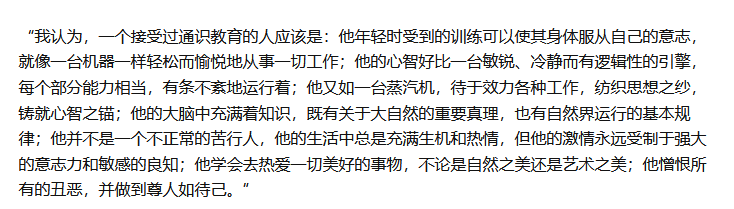 “我认为，一个接受过通识教育的人应该是：他年轻时受到的训练可以使其身体服从自己的意志，
就像一台机器一样轻松而愉悦地从事一切工作；他的心智好比一台敏锐、冷静而有逻辑性的引擎，
每个部分能力相当，有条不紊地运行着；他又如一台蒸汽机，待于效力各种工作，纺织思想之纱，
铸就心智之锚；他的大脑中充满着知识，既有关于大自然的重要真理，也有自然界运行的基本规
律；他并不是一个不正常的苦行人，他的生活中总是充满生机和热情，但他的激情永远受制于强大
的意志力和敏感的良知；他学会去热爱一切美好的事物，不论是自然之美还是艺术之美；他憎恨所
有的丑恶，并做到尊人如待己。”